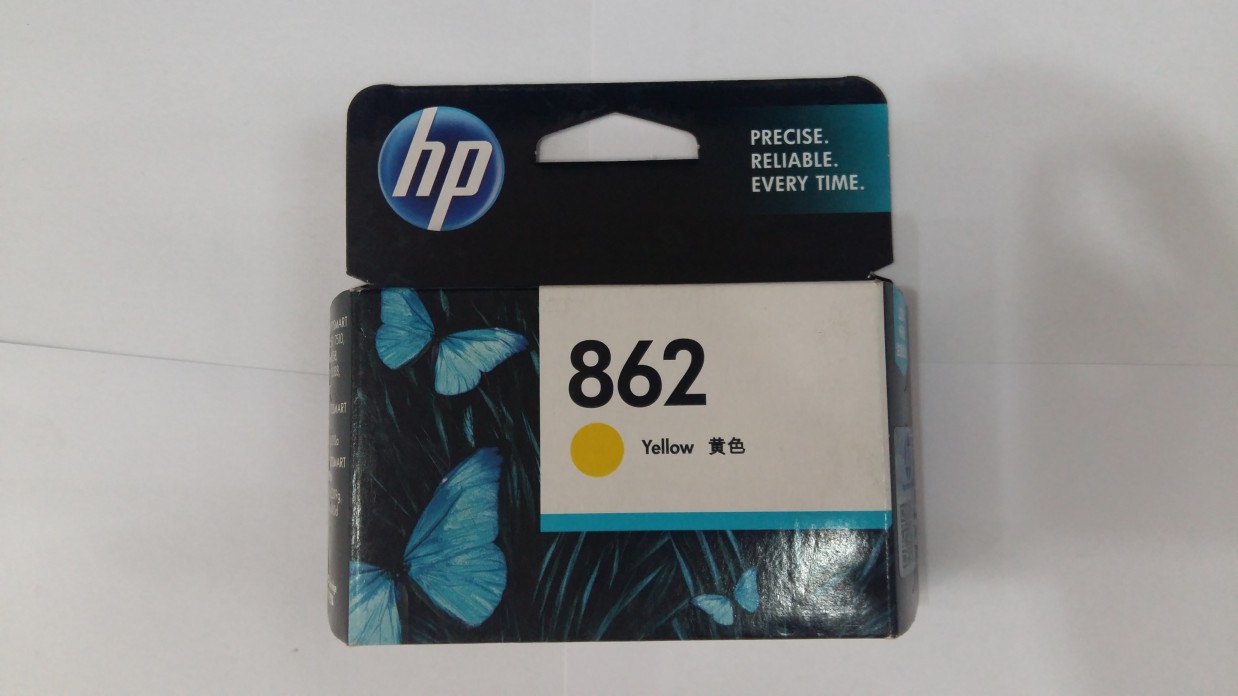 hp
PRECISE.
RELIABLE.
EVERY TIME.
862
Yellow 黄色